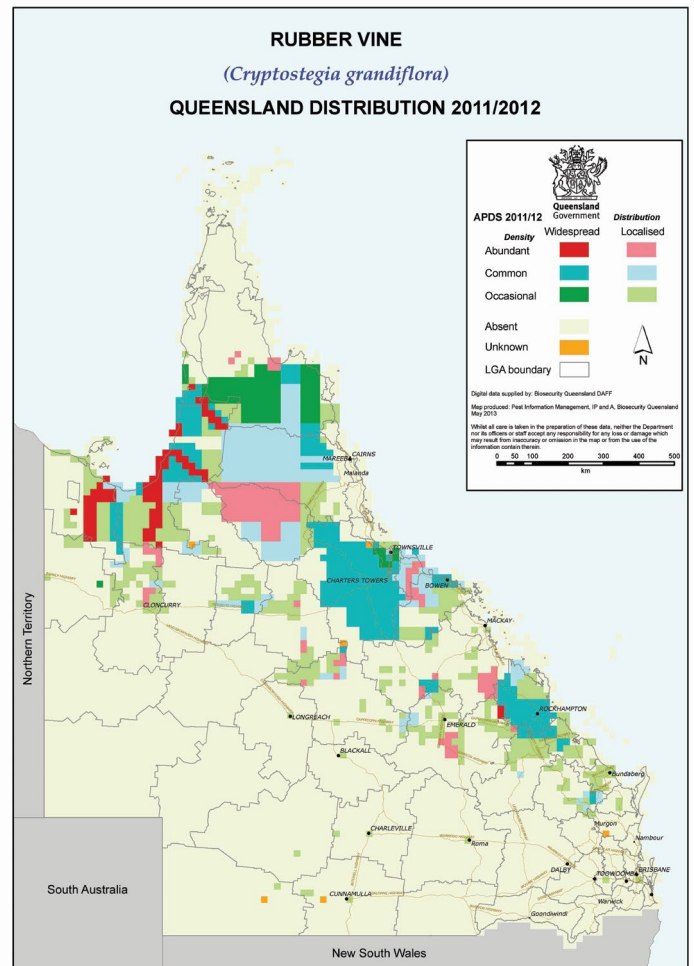 RUBBER VINE
(Cryptostegia grandiflora)
QUEENSLAND DISTRIBUTION 2011/2012
Queensland
Government
APDS 2011/12
Distribution
Density
Widespread
Localised
Abundant
Common
Occasional
Absent
Unknown
LGA boundary
N
Digital data supplied by: Biosecurity Queensland DAFF
Map produced: Pest Information Management, IP and A, Biosecurity Queensland
May 2013
Whilst all care is taken in the preparation of these data, neither the Department
nor its officers or staff accept any responsibility for any loss or damage which
may result from inaccuracy or omission in the map or from the use of the
information contain therein.
0 50 100 200 300 400 500
km
CAIRNS
MAREEBA
Malanda
TOWNSVILLE
CHARTERS TOWERS
BOWEN
CLONCURRY
MACKAY
ROCKHAMPTON
LONGREACH
EMERALD
BLACKALL
Bundaberg
Murgon
CHARLEVILLE
Roma
Nambour
DALBY
TOOWOOMBA
BRISBANE
CUNNAMULLA
Warwick
Goondiwindi
Northern Territory
South Australia
New South Wales